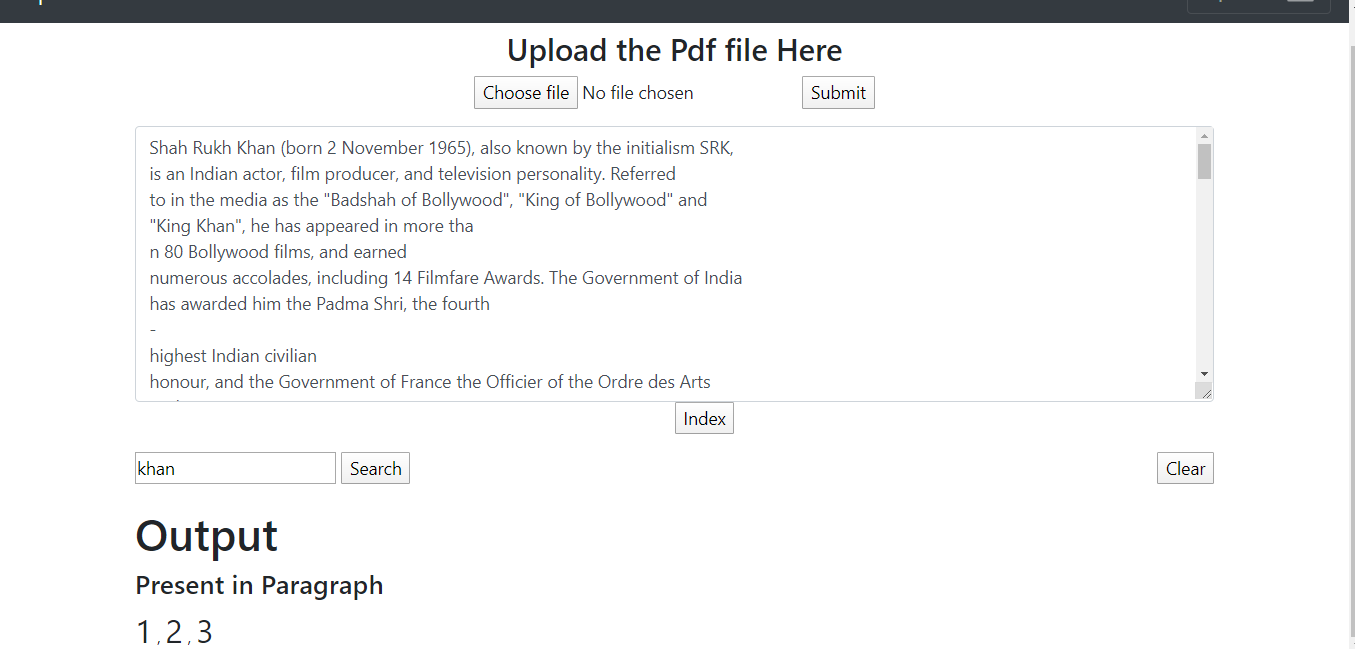 Upload the Pdf file Here
Choose file No file chosen Submit
Shah Rukh Khan (born 2 November 1965), also known by the initialism SRK,
is an Indian actor, film producer, and television personality. Referred
to in the media as the "Badshah of Bollywood", "King of Bollywood" and
"King Khan", he has appeared in more tha
n 80 Bollywood films, and earned
numerous accolades, including 14 Filmfare Awards. The Government of India
has awarded him the Padma Shri, the fourth
-
highest Indian civilian
honour, and the Government of France the Officier of the Ordre des Arts
Index
khan Search Clear
Output
Present in Paragraph
1 , 2 , 3